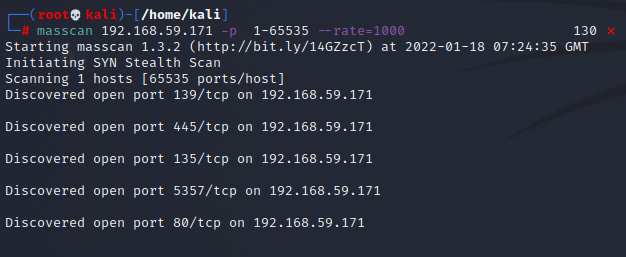 (root💀kali)-[/home/kali]
# masscan 192.168.59.171 -p  1-65535 --rate=1000 130 ⨯
Starting masscan 1.3.2 (http://bit.ly/14GZzcT) at 2022-01-18 07:24:35 GMT
Initiating SYN Stealth Scan
Scanning 1 hosts [65535 ports/host]
Discovered open port 139/tcp on 192.168.59.171
Discovered open port 445/tcp on 192.168.59.171
Discovered open port 135/tcp on 192.168.59.171
Discovered open port 5357/tcp on 192.168.59.171
Discovered open port 80/tcp on 192.168.59.171